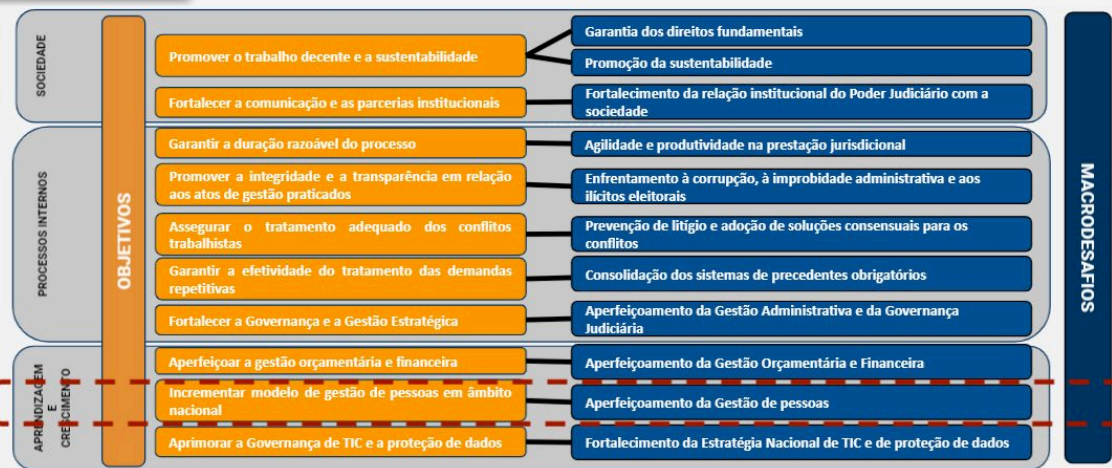 SOCIEDADE
OBJETIVOS
Promover o trabalho decente e a sustentabilidade
Garantia dos direitos fundamentais
Promoção da sustentabilidade
Fortalecer a comunicação e as parcerias institucionais
Fortalecimento da relação institucional do Poder Judiciário com a
sociedade
PROCESSOS INTERNOS
Garantir a duração razoável do processo
Agilidade e produtividade na prestação jurisdicional
Promover a integridade e a transparência em relação
aos atos de gestão praticados
Enfrentamento à corrupção, à improbidade administrativa e aos
ilícitos eleitorais
Assegurar o tratamento adequado dos conflitos
trabalhistas
Prevenção de litígio e adoção de soluções consensuais para os
conflitos
Garantir a efetividade do tratamento das demandas
repetitivas
Consolidação dos sistemas de precedentes obrigatórios
Fortalecer a Governança e a Gestão Estratégica
Aperfeiçoamento da Gestão Administrativa e da Governança
Judiciária
APRENDIZAGEM
E
CRESCIMENTO
Aperfeiçoar a gestão orçamentária e financeira
Aperfeiçoamento da Gestão Orçamentária e Financeira
Incrementar modelo de gestão de pessoas em âmbito
nacional
Aperfeiçoamento da Gestão de pessoas
Aprimorar a Governança de TIC e a proteção de dados
Fortalecimento da Estratégia Nacional de TIC e de proteção de dados
MACRODESAFIOS